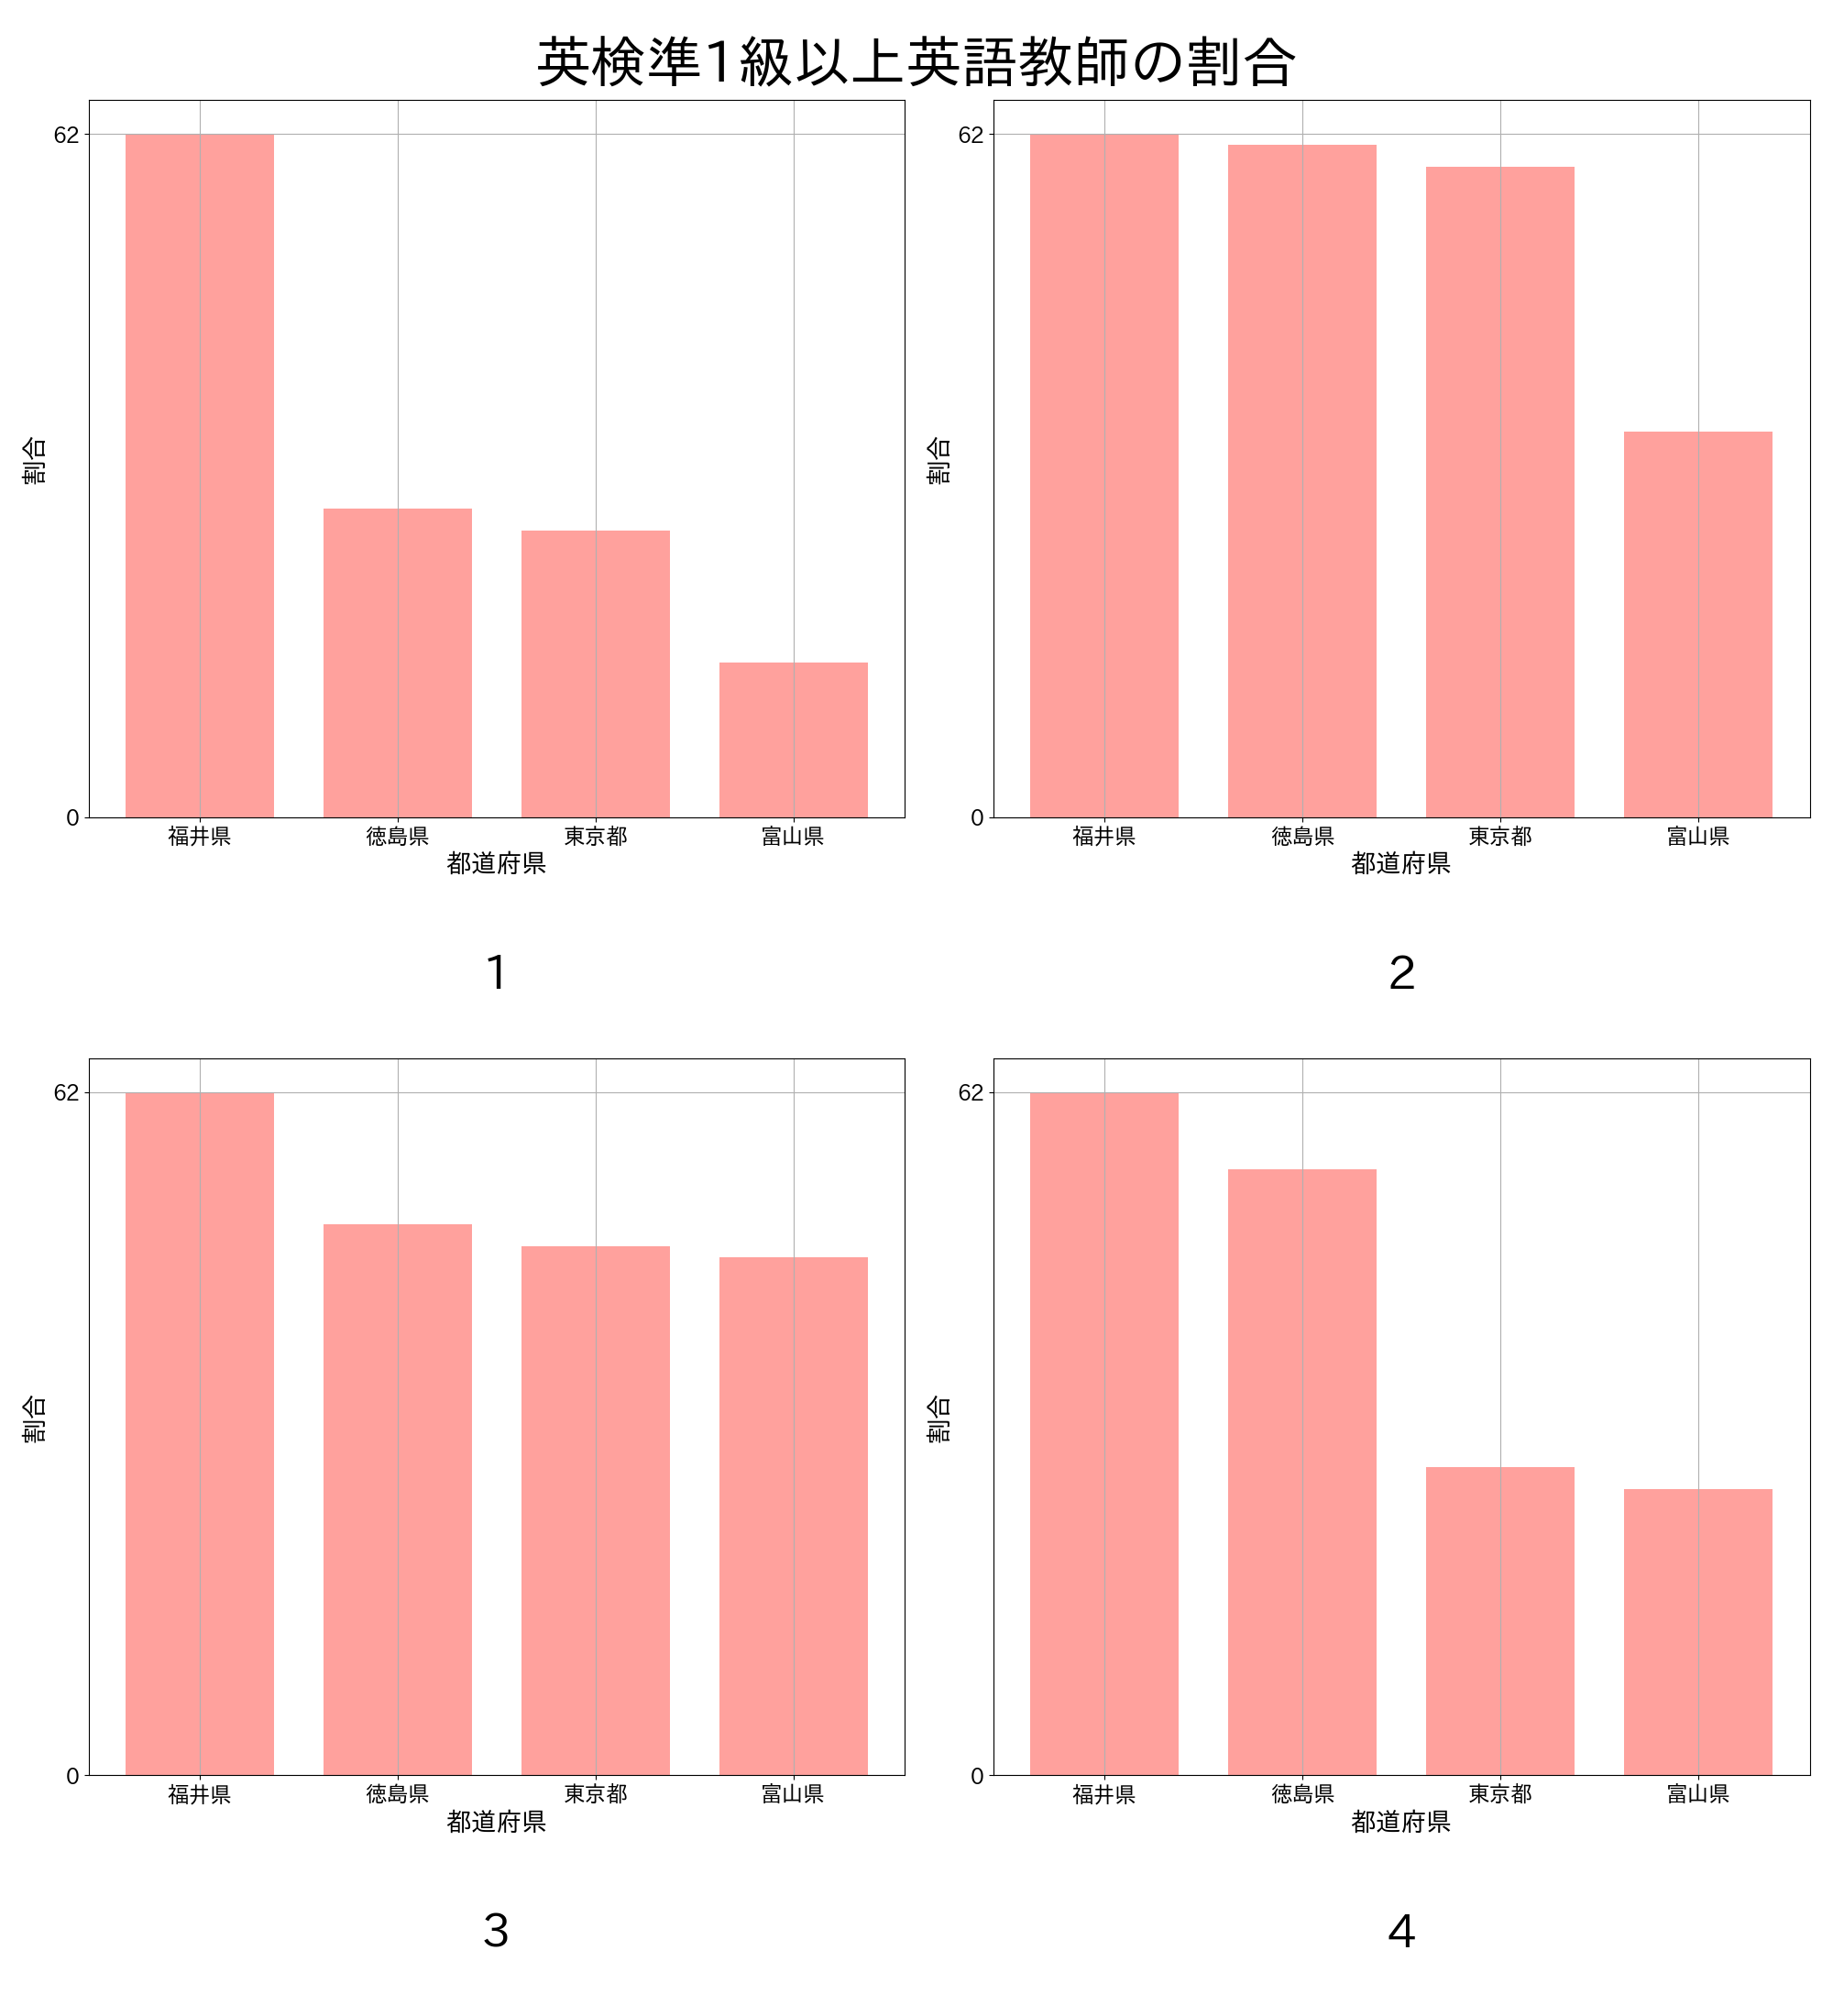 英検準1級以上英語教師の割合
62
0
割合
福井県 徳島県 東京都 富山県
都道府県
1
62
0
割合
福井県 徳島県 東京都 富山県
都道府県
2
62
0
割合
福井県 徳島県 東京都 富山県
都道府県
3
62
0
割合
福井県 徳島県 東京都 富山県
都道府県
4